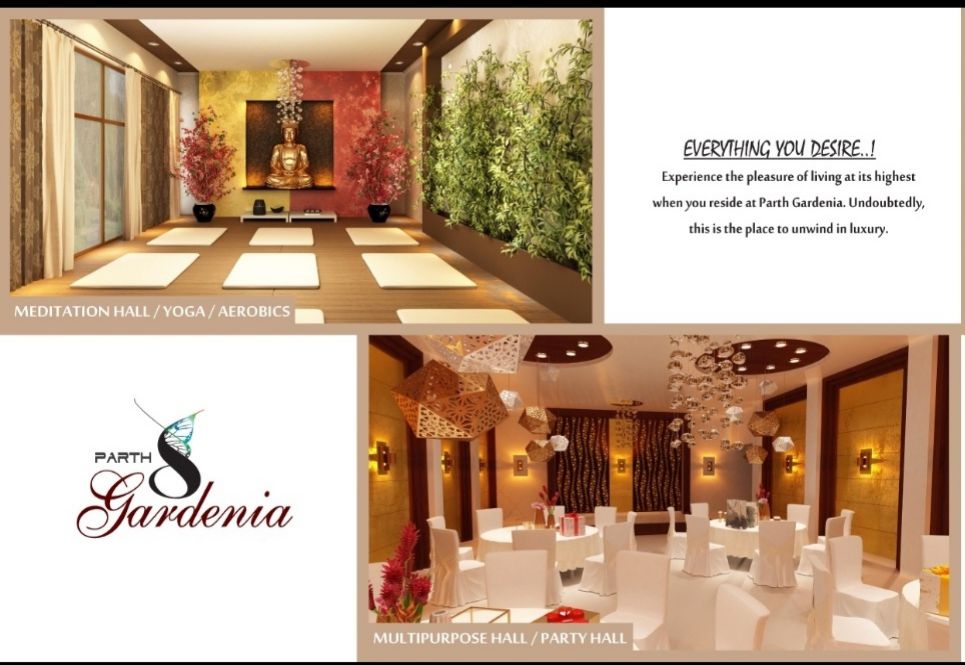 EVERYTHING YOU DESIRE..!
Experience the pleasure of living at its highest
when you reside at Parth Gardenia. Undoubtedly,
this is the place to unwind in luxury.
MEDITATION HALL / YOGA / AEROBICS
PARTH
Gardenia
MULTIPURPOSE HALL / PARTY HALL